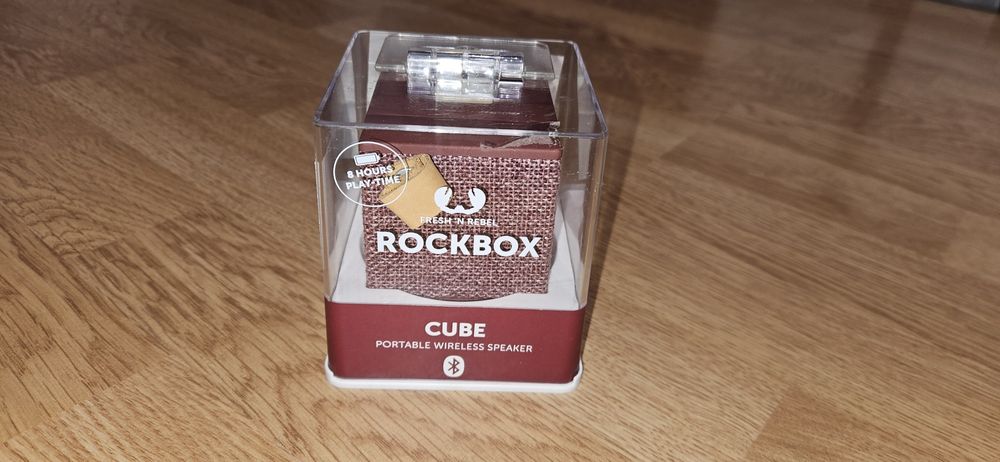 8 HOURS
PLAY-TIME
FRESH 'N REBEL
ROCKBOX
CUBE
PORTABLE WIRELESS SPEAKER